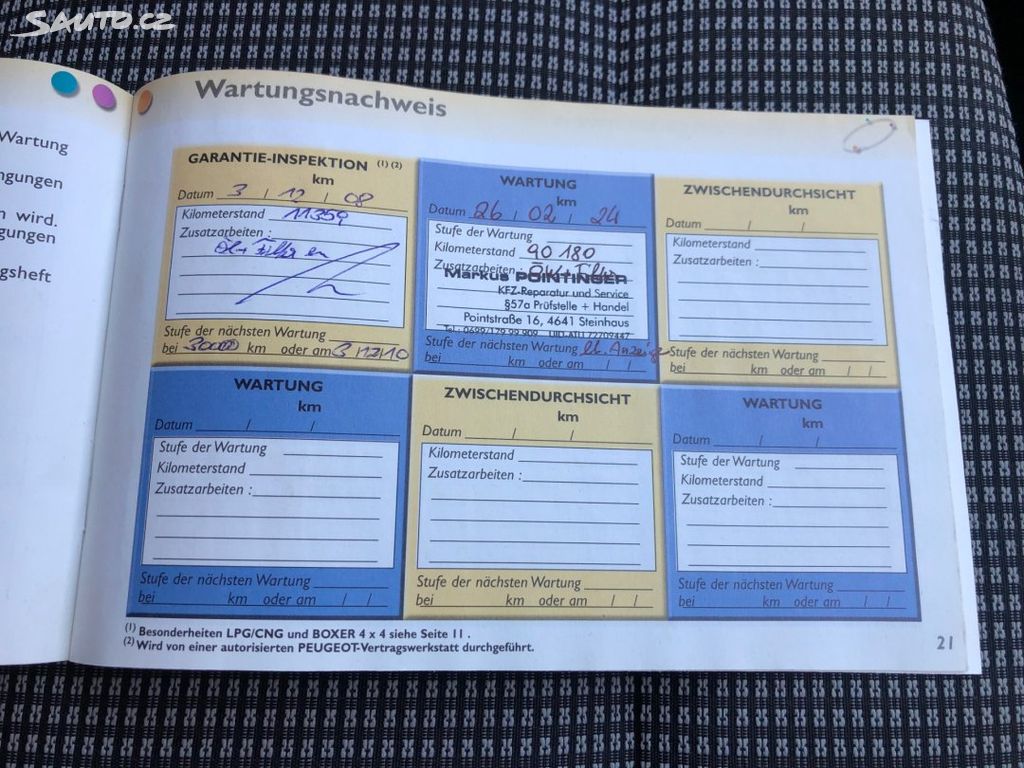 SAUTO.CZ
Wartung
ngungen
n wird.
gungen
gsheft
Wartungsnachweis
GARANTIE-INSPEKTION (1) (2)
km
Datum 3 / 12 / 08
Kilometerstand 11359
Zusatzarbeiten :
Stufe der nächsten Wartung
bei 30000 km oder am 3 / 12 / 10
WARTUNG
km
Datum 26 / 02 / 24
Stufe der Wartung
Kilometerstand 90 180
Zusatzarbeiten :
Markus POINTINGER
KFZ-Reparatur und Service
§57a Prüfstelle + Handel
Pointstraße 16, 4641 Steinhaus
Stufe der nächsten Wartung lt. Anzeige
bei km oder am / /
ZWISCHENDURCHSICHT
km
Datum / /
Kilometerstand
Zusatzarbeiten :
Stufe der nächsten Wartung
bei km oder am / /
WARTUNG
km
Datum / /
Stufe der Wartung
Kilometerstand
Zusatzarbeiten :
Stufe der nächsten Wartung
bei km oder am / /
ZWISCHENDURCHSICHT
km
Datum / /
Kilometerstand
Zusatzarbeiten :
Stufe der nächsten Wartung
bei km oder am / /
WARTUNG
km
Datum / /
Stufe der Wartung
Kilometerstand
Zusatzarbeiten :
Stufe der nächsten Wartung
bei km oder am / /
(1) Besonderheiten LPG/CNG und BOXER 4 x 4 siehe Seite 11 .
(2) Wird von einer autorisierten PEUGEOT-Vertragswerkstatt durchgeführt.
21